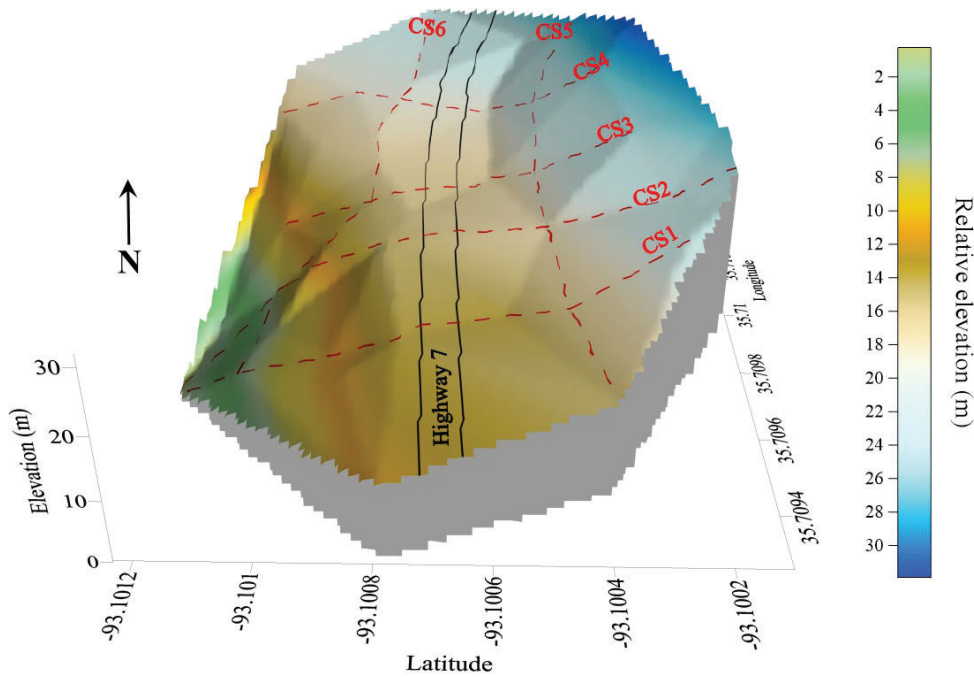 CS6
CS5
CS4
CS3
CS2
CS1
N
Highway 7
Elevation (m)
30
20
10
0
-93.1012
-93.101
-93.1008
-93.1006
-93.1004
-93.1002
Latitude
Longitude
35.71
35.7098
35.7096
35.7094
2
4
6
8
10
12
14
16
18
20
22
24
26
28
30
Relative elevation (m)